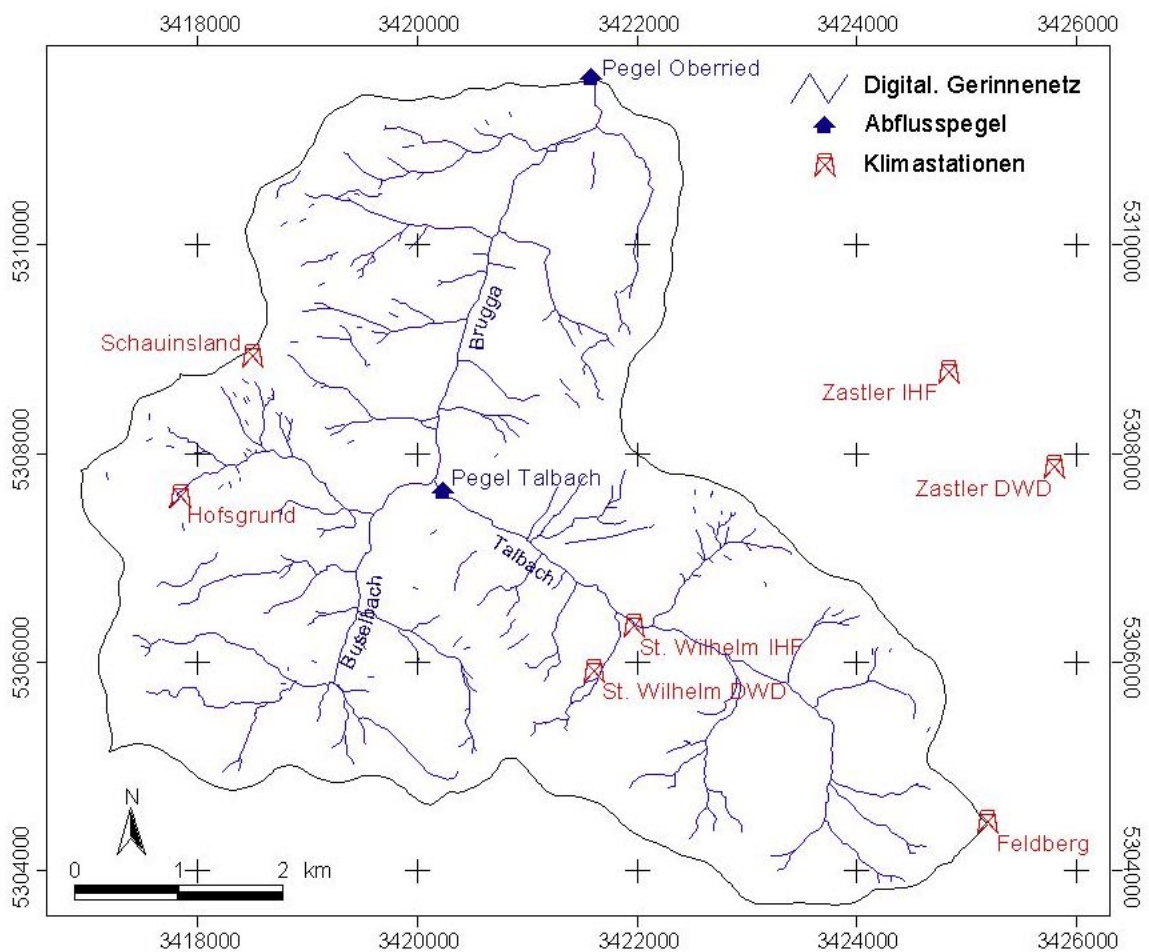 3418000 3420000 3422000 3424000 3426000
Pegel Oberried
Digital. Gerinnenetz
Abflusspegel
Klimastationen
5310000
5310000
Brugga
Schauinsland
Zastler IHF
5308000
5308000
Pegel Talbach
Zastler DWD
Hofsgrund
Talbach
Buselbach
St. Wilhelm IHF
5306000
5306000
St. Wilhelm DWD
N
Feldberg
0 1 2 km
5304000
5304000
3418000 3420000 3422000 3424000 3426000